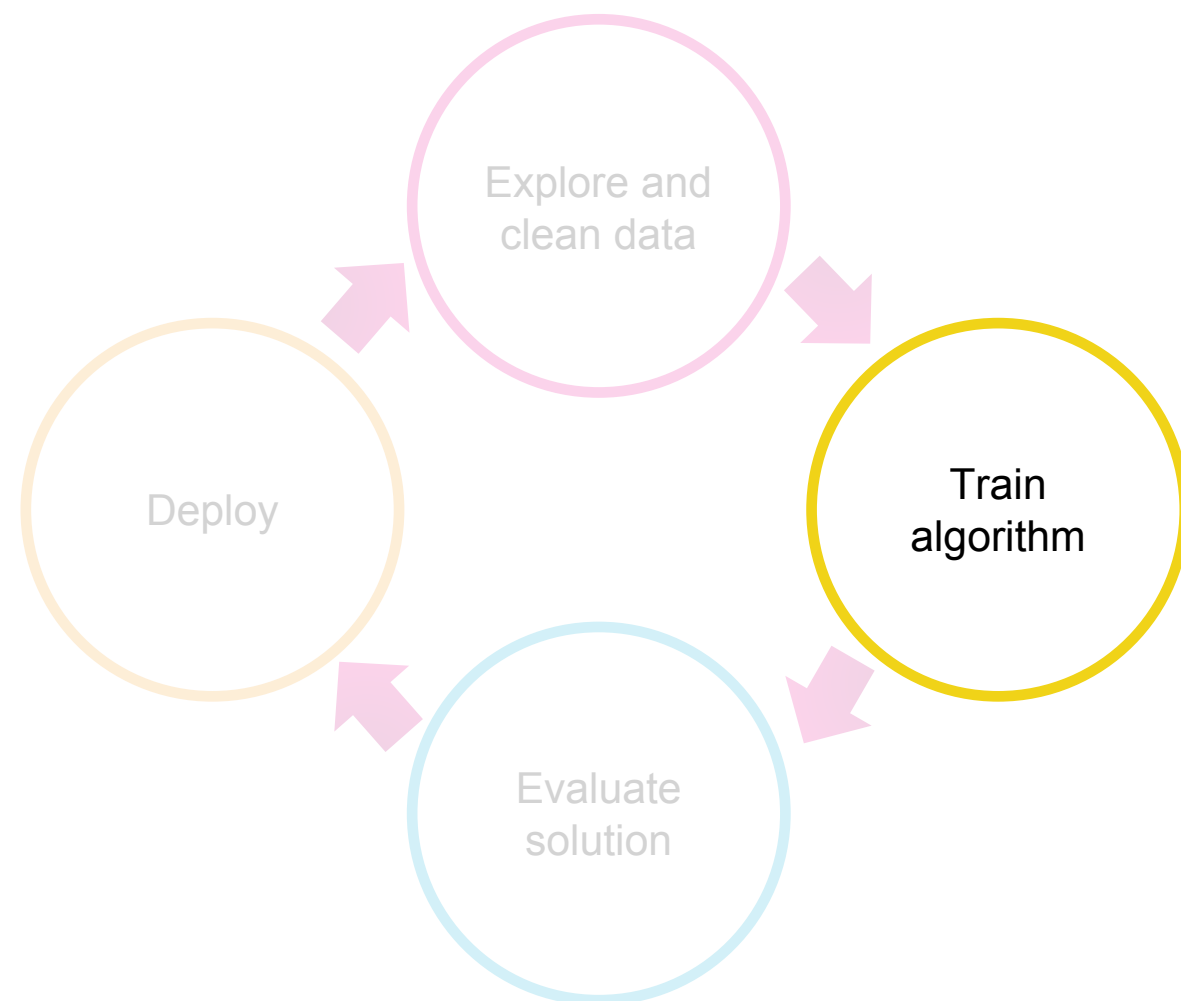 Explore and
clean data
Train
algorithm
Deploy
Evaluate
solution